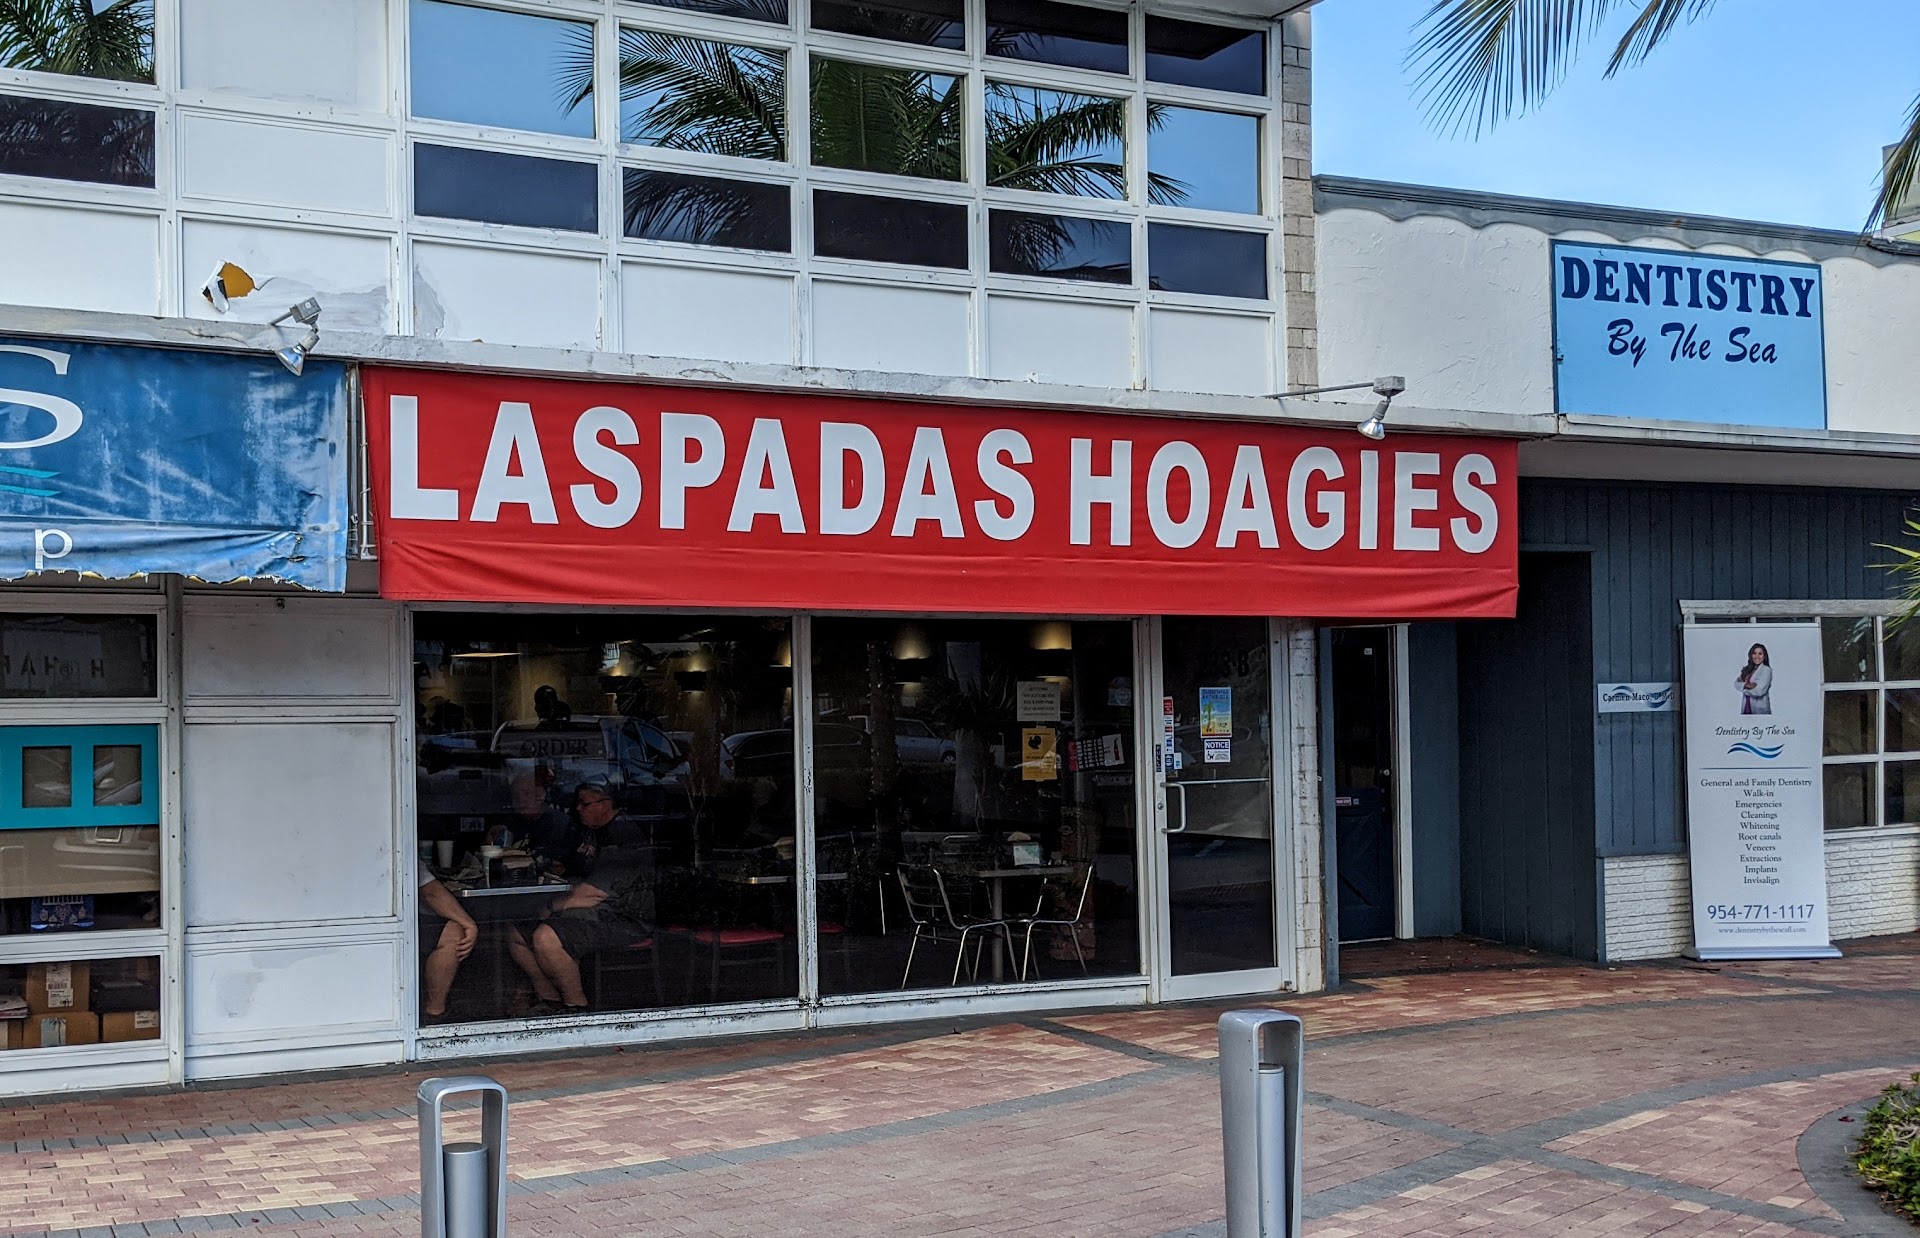 S
p
LASPADAS HOAGIES
DENTISTRY
By The Sea
ORDER
NOTICE
Dentistry By The Sea
General and Family Dentistry
Walk-in
Emergencies
Cleanings
Whitening
Root canals
Veneers
Extractions
Implants
Invisalign
954-771-1117